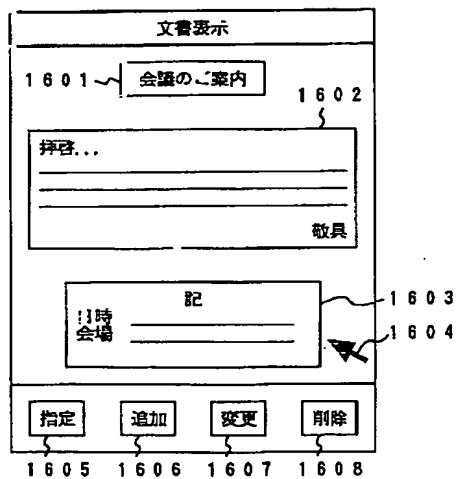 文書表示
1601 会議のご案内
1602
拝啓...
敬具
記
1603
日時
会場
1604
指定 追加 変更 削除
1605 1606 1607 1608